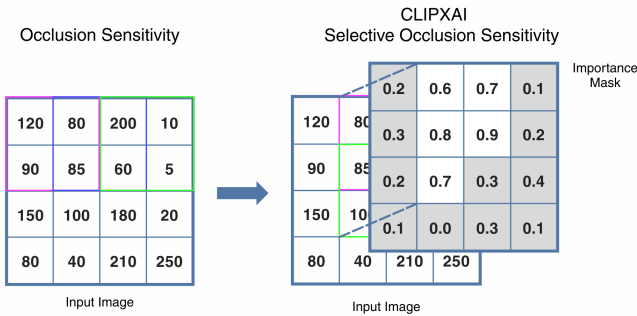 Occlusion Sensitivity
CLIPXAI
Selective Occlusion Sensitivity
Importance
Mask
120 80 200 10
90 85 60 5
150 100 180 20
80 40 210 250
Input Image
120 80
90 85
150 10
80 40 210 250
0.2 0.6 0.7 0.1
0.3 0.8 0.9 0.2
0.2 0.7 0.3 0.4
0.1 0.0 0.3 0.1
Input Image